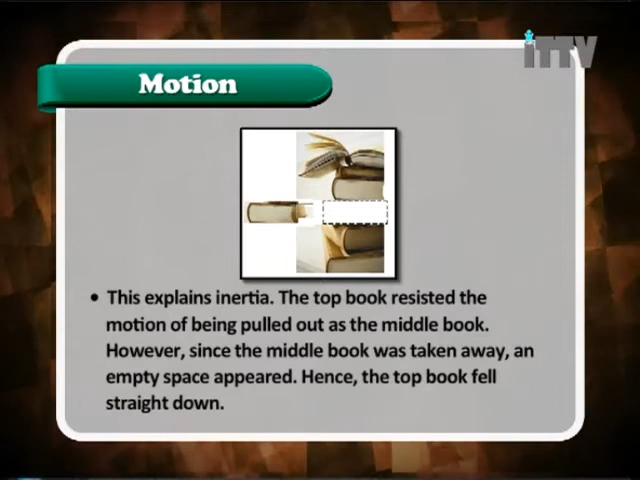 iTTV
Motion
• This explains inertia. The top book resisted the
motion of being pulled out as the middle book.
However, since the middle book was taken away, an
empty space appeared. Hence, the top book fell
straight down.